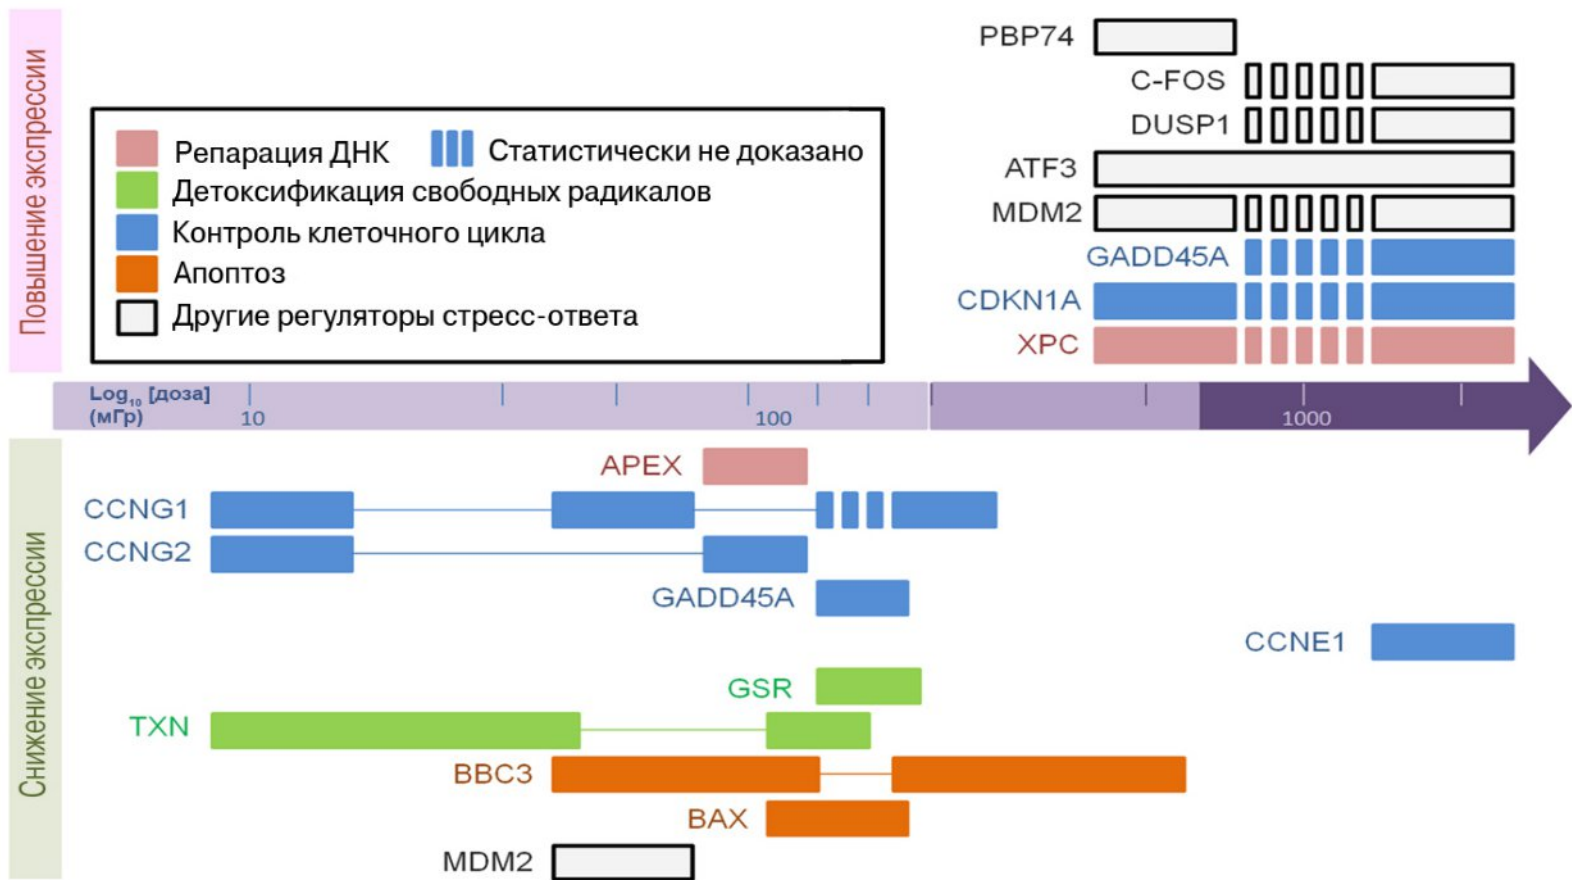 Повышение экспрессии
PBP74
C-FOS
DUSP1
ATF3
MDM2
GADD45A
CDKN1A
XPC
Репарация ДНК
Статистически не доказано
Детоксификация свободных радикалов
Контроль клеточного цикла
Апоптоз
Другие регуляторы стресс-ответа
Log₁₀ [доза]
(мГр)
10
100
1000
Снижение экспрессии
APEX
CCNG1
CCNG2
GADD45A
CCNE1
GSR
TXN
BBC3
BAX
MDM2